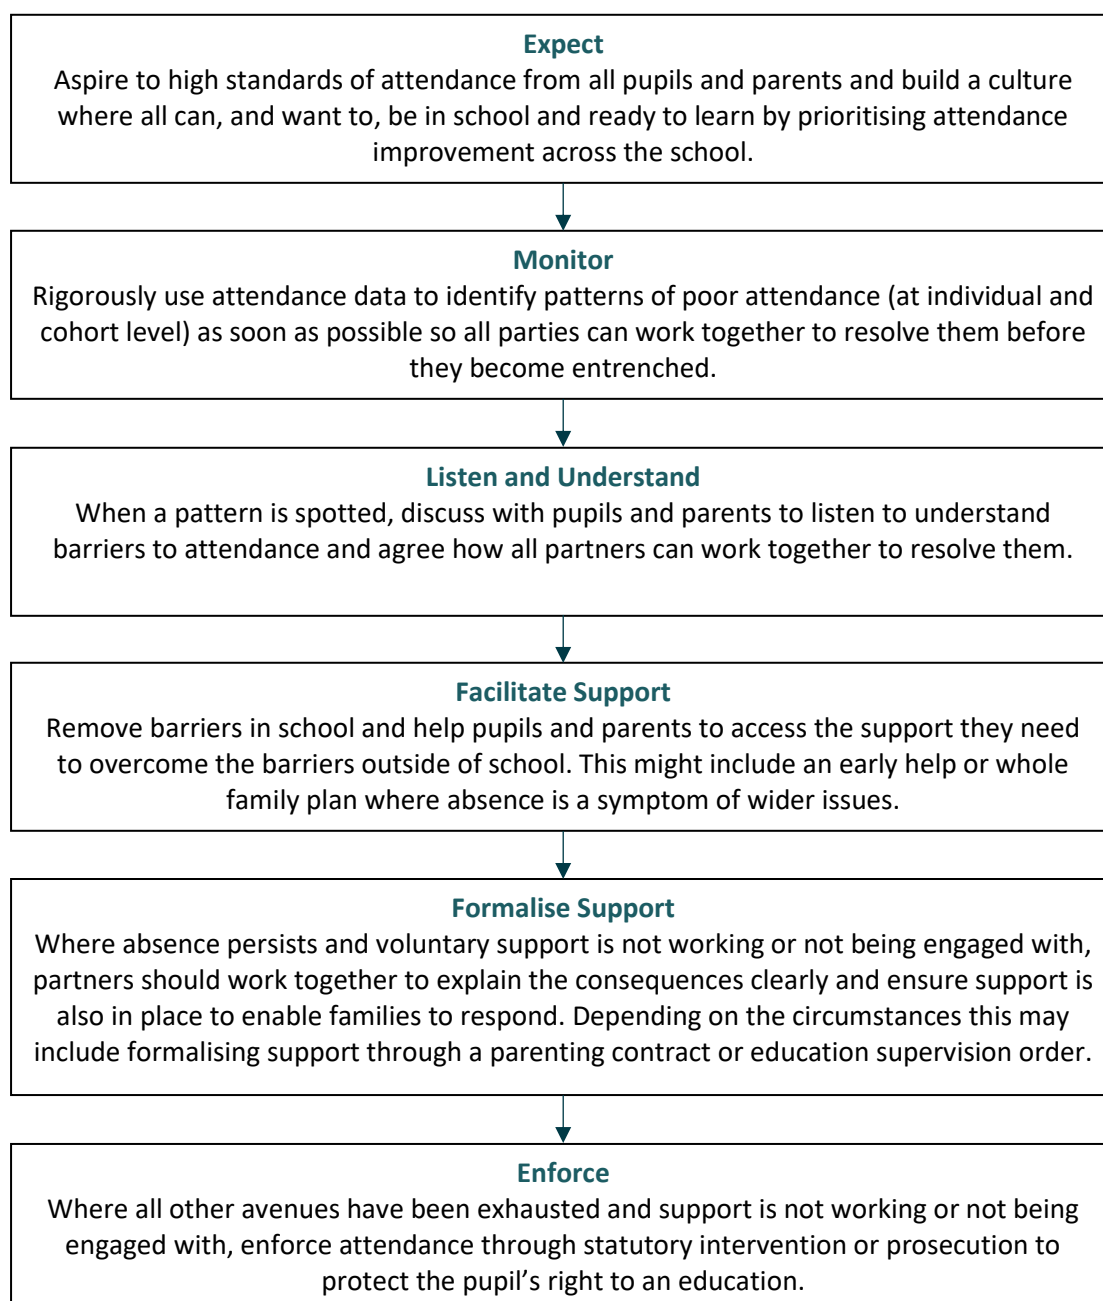 Expect
Aspire to high standards of attendance from all pupils and parents and build a culture
where all can, and want to, be in school and ready to learn by prioritising attendance
improvement across the school.
Monitor
Rigorously use attendance data to identify patterns of poor attendance (at individual and
cohort level) as soon as possible so all parties can work together to resolve them before
they become entrenched.
Listen and Understand
When a pattern is spotted, discuss with pupils and parents to listen to understand
barriers to attendance and agree how all partners can work together to resolve them.
Facilitate Support
Remove barriers in school and help pupils and parents to access the support they need
to overcome the barriers outside of school. This might include an early help or whole
family plan where absence is a symptom of wider issues.
Formalise Support
Where absence persists and voluntary support is not working or not being engaged with,
partners should work together to explain the consequences clearly and ensure support is
also in place to enable families to respond. Depending on the circumstances this may
include formalising support through a parenting contract or education supervision order.
Enforce
Where all other avenues have been exhausted and support is not working or not being
engaged with, enforce attendance through statutory intervention or prosecution to
protect the pupil’s right to an education.